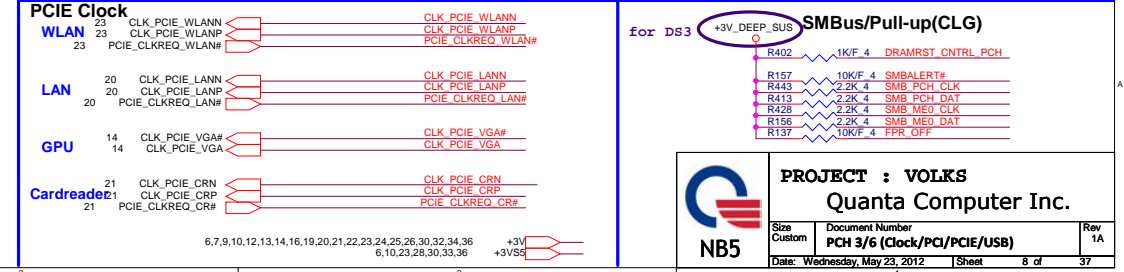 PCIE Clock
WLAN
23 CLK_PCIE_WLANN CLK_PCIE_WLANN
23 CLK_PCIE_WLANP CLK_PCIE_WLANP
23 PCIE_CLKREQ_WLAN# PCIE_CLKREQ_WLAN#
LAN
20 CLK_PCIE_LANN CLK_PCIE_LANN
20 CLK_PCIE_LANP CLK_PCIE_LANP
20 PCIE_CLKREQ_LAN# PCIE_CLKREQ_LAN#
GPU
14 CLK_PCIE_VGA# CLK_PCIE_VGA#
14 CLK_PCIE_VGA CLK_PCIE_VGA
Cardreader
21 CLK_PCIE_CRN CLK_PCIE_CRN
21 CLK_PCIE_CRP CLK_PCIE_CRP
21 PCIE_CLKREQ_CR# PCIE_CLKREQ_CR#
6,7,9,10,12,13,14,16,19,20,21,22,23,24,25,26,30,32,34,36 +3V
6,10,23,28,30,33,36 +3VS5
for DS3 +3V_DEEP_SUS SMBus/Pull-up(CLG)
R402 1K/F_4 DRAMRST_CNTRL_PCH
R157 10K/F_4 SMBALERT#
R443 2.2K_4 SMB_PCH_CLK
R413 2.2K_4 SMB_PCH_DAT
R428 2.2K_4 SMB_ME0_CLK
R156 2.2K_4 SMB_ME0_DAT
R137 10K/F_4 FPR_OFF
A
NB5
PROJECT : VOLKS
Quanta Computer Inc.
Size Document Number Rev
Custom PCH 3/6 (Clock/PCI/PCIE/USB) 1A
Date: Wednesday, May 23, 2012 Sheet 8 of 37